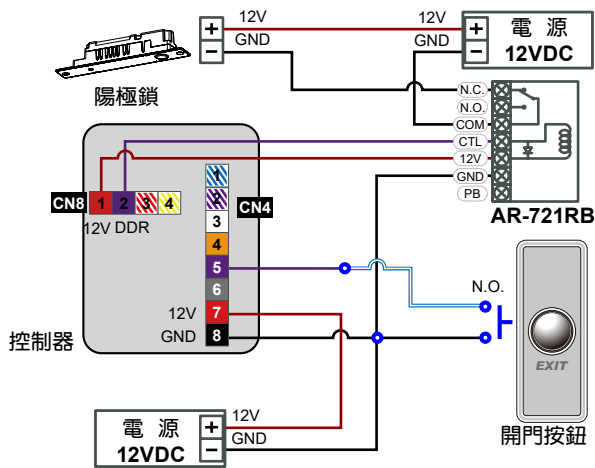 +
12V
GND
−
12V
GND
+
−
電 源
12VDC
陽極鎖
N.C.
N.O.
COM
CTL
12V
GND
PB
AR-721RB
CN8
1
2
3
4
12V DDR
1
2
3
4
5
6
7
8
CN4
12V
GND
控制器
N.O.
EXIT
開門按鈕
電 源
12VDC
+
−
12V
GND